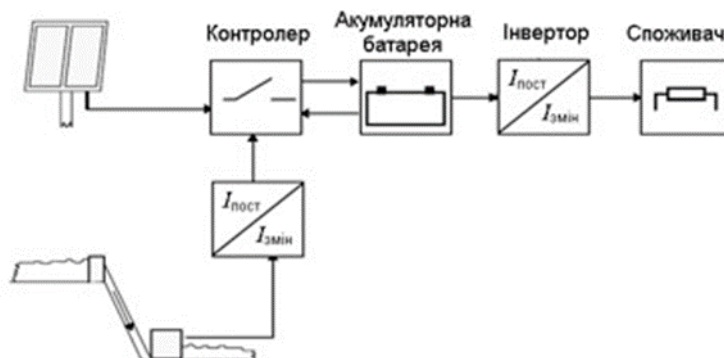 Контролер
Акумуляторна
батарея
Інвертор
Споживач
Iпост
Iзмін
Iпост
Iзмін